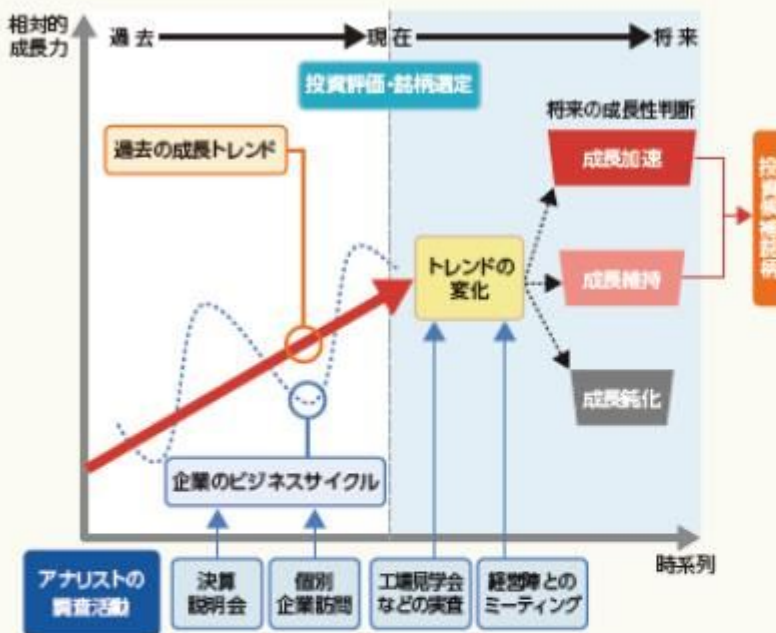 相対的
成長力
過去
現在
将来
投資評価・銘柄選定
将来の成長性判断
過去の成長トレンド
成長加速
トレンドの
変化
成長維持
成長鈍化
企業のビジネスサイクル
時系列
アナリストの
調査活動
決算
説明会
個別
企業訪問
工場見学会
などの実査
経営陣との
ミーティング